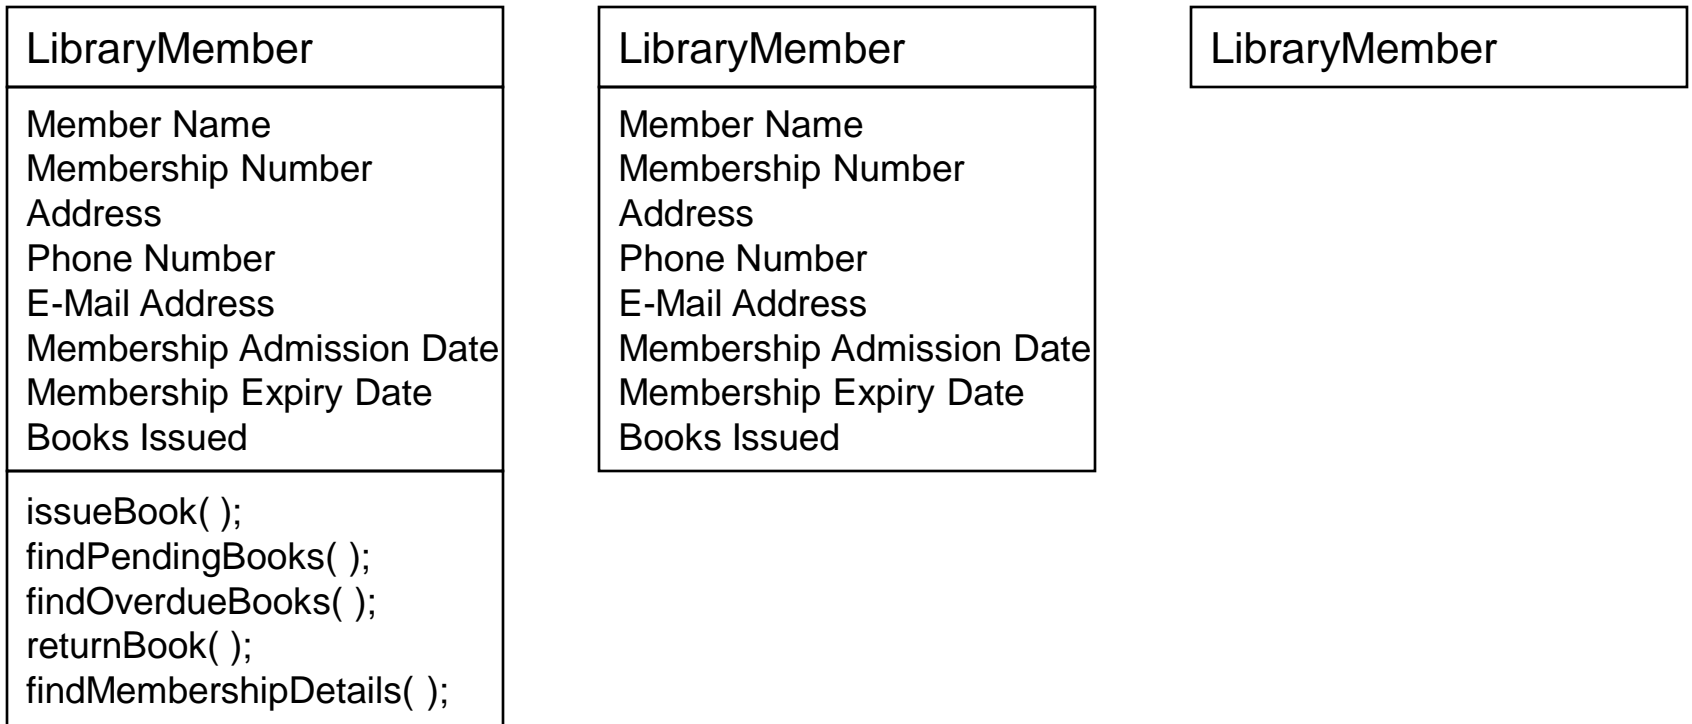 LibraryMember
Member Name
Membership Number
Address
Phone Number
E-Mail Address
Membership Admission Date
Membership Expiry Date
Books Issued
issueBook( );
findPendingBooks( );
findOverdueBooks( );
returnBook( );
findMembershipDetails( );
LibraryMember
Member Name
Membership Number
Address
Phone Number
E-Mail Address
Membership Admission Date
Membership Expiry Date
Books Issued
LibraryMember